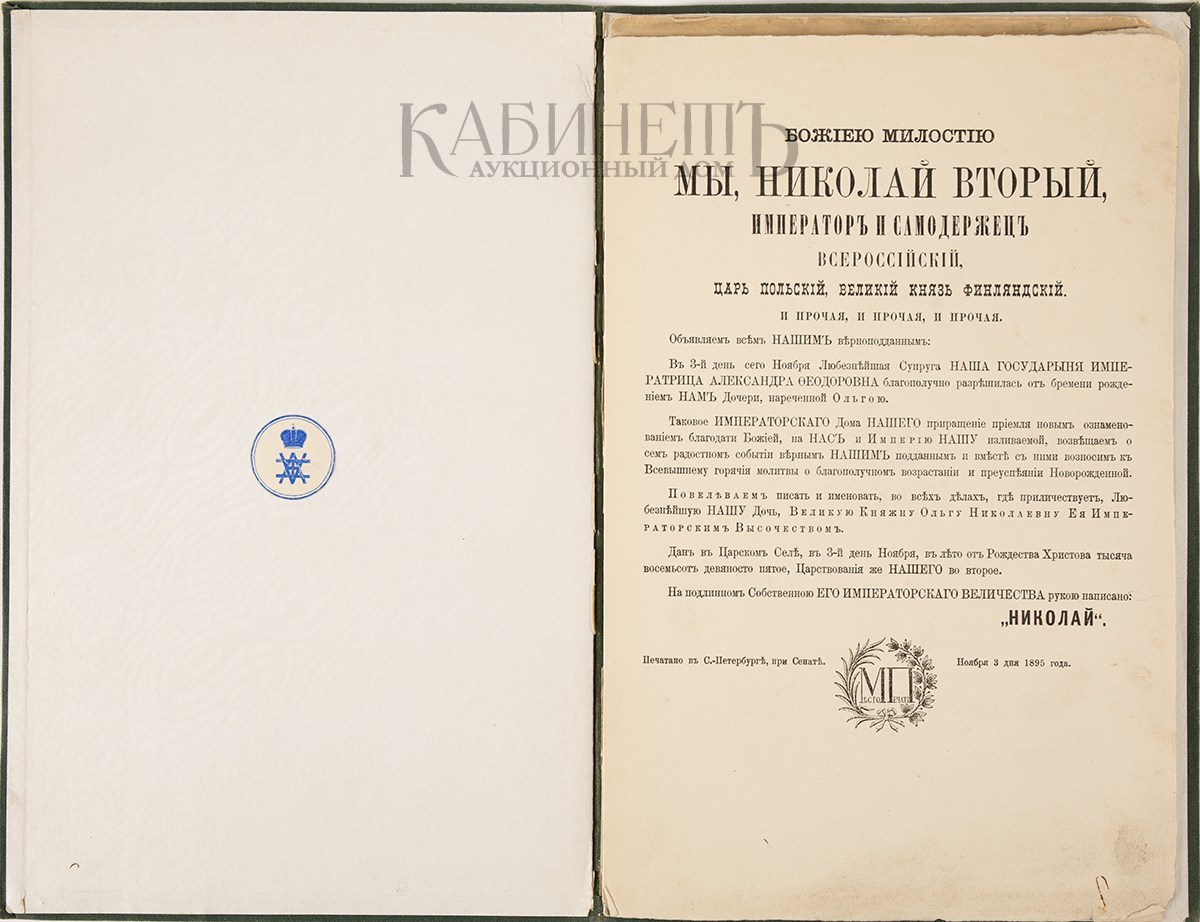 КАБИНЕТЪ
АУКЦИОННЫЙ ДОМ
БОЖІЕЮ МИЛОСТІЮ
МЫ, НИКОЛАЙ ВТОРЫЙ,
ИМПЕРАТОРЪ И САМОДЕРЖЕЦЪ
ВСЕРОССІЙСКІЙ,
ЦАРЬ ПОЛЬСКІЙ, ВЕЛИКІЙ КНЯЗЬ ФИНЛЯНДСКІЙ.
И ПРОЧАЯ, И ПРОЧАЯ, И ПРОЧАЯ.
Объявляемъ всѣмъ НАШИМЪ вѣрноподданнымъ:
Въ 3-й день сего Ноября Любезнѣйшая Супруга НАША ГОСУДАРЫНЯ ИМПЕ-
РАТРИЦА АЛЕКСАНДРА ѲЕОДОРОВНА благополучно разрѣшилась отъ бремени рожде-
ніемъ НАМЪ Дочери, нареченной Ольгою.
Таковое ИМПЕРАТОРСКАГО Дома НАШЕГО приращеніе пріемля новымъ ознамено-
ваніемъ благодати Божіей, на НАСЪ и Имперію НАШУ изливаемой, возвѣщаемъ о
семъ радостномъ событіи вѣрнымъ НАШИМЪ подданнымъ и вмѣстѣ съ ними возносимъ къ
Всевышнему горячія молитвы о благополучномъ возрастаніи и преуспѣяніи Новорожденной.
Повелѣваемъ писать и именовать, во всѣхъ дѣлахъ, гдѣ приличествуетъ, Лю-
безнѣйшую НАШУ Дочь, Великую Княжну Ольгу Николаевну Ея Импе-
раторскимъ Высочествомъ.
Данъ въ Царскомъ Селѣ, въ 3-й день Ноября, въ лѣто отъ Рождества Христова тысяча
восемьсотъ девяносто пятое, Царствованія же НАШЕГО во второе.
На подлинномъ Собственною ЕГО ИМПЕРАТОРСКАГО ВЕЛИЧЕСТВА рукою написано:
„НИКОЛАЙ“.
Печатано въ С.-Петербургѣ, при Сенатѣ.
МП
МѢСТО ПЕЧАТИ
Ноября 3 дня 1895 года.